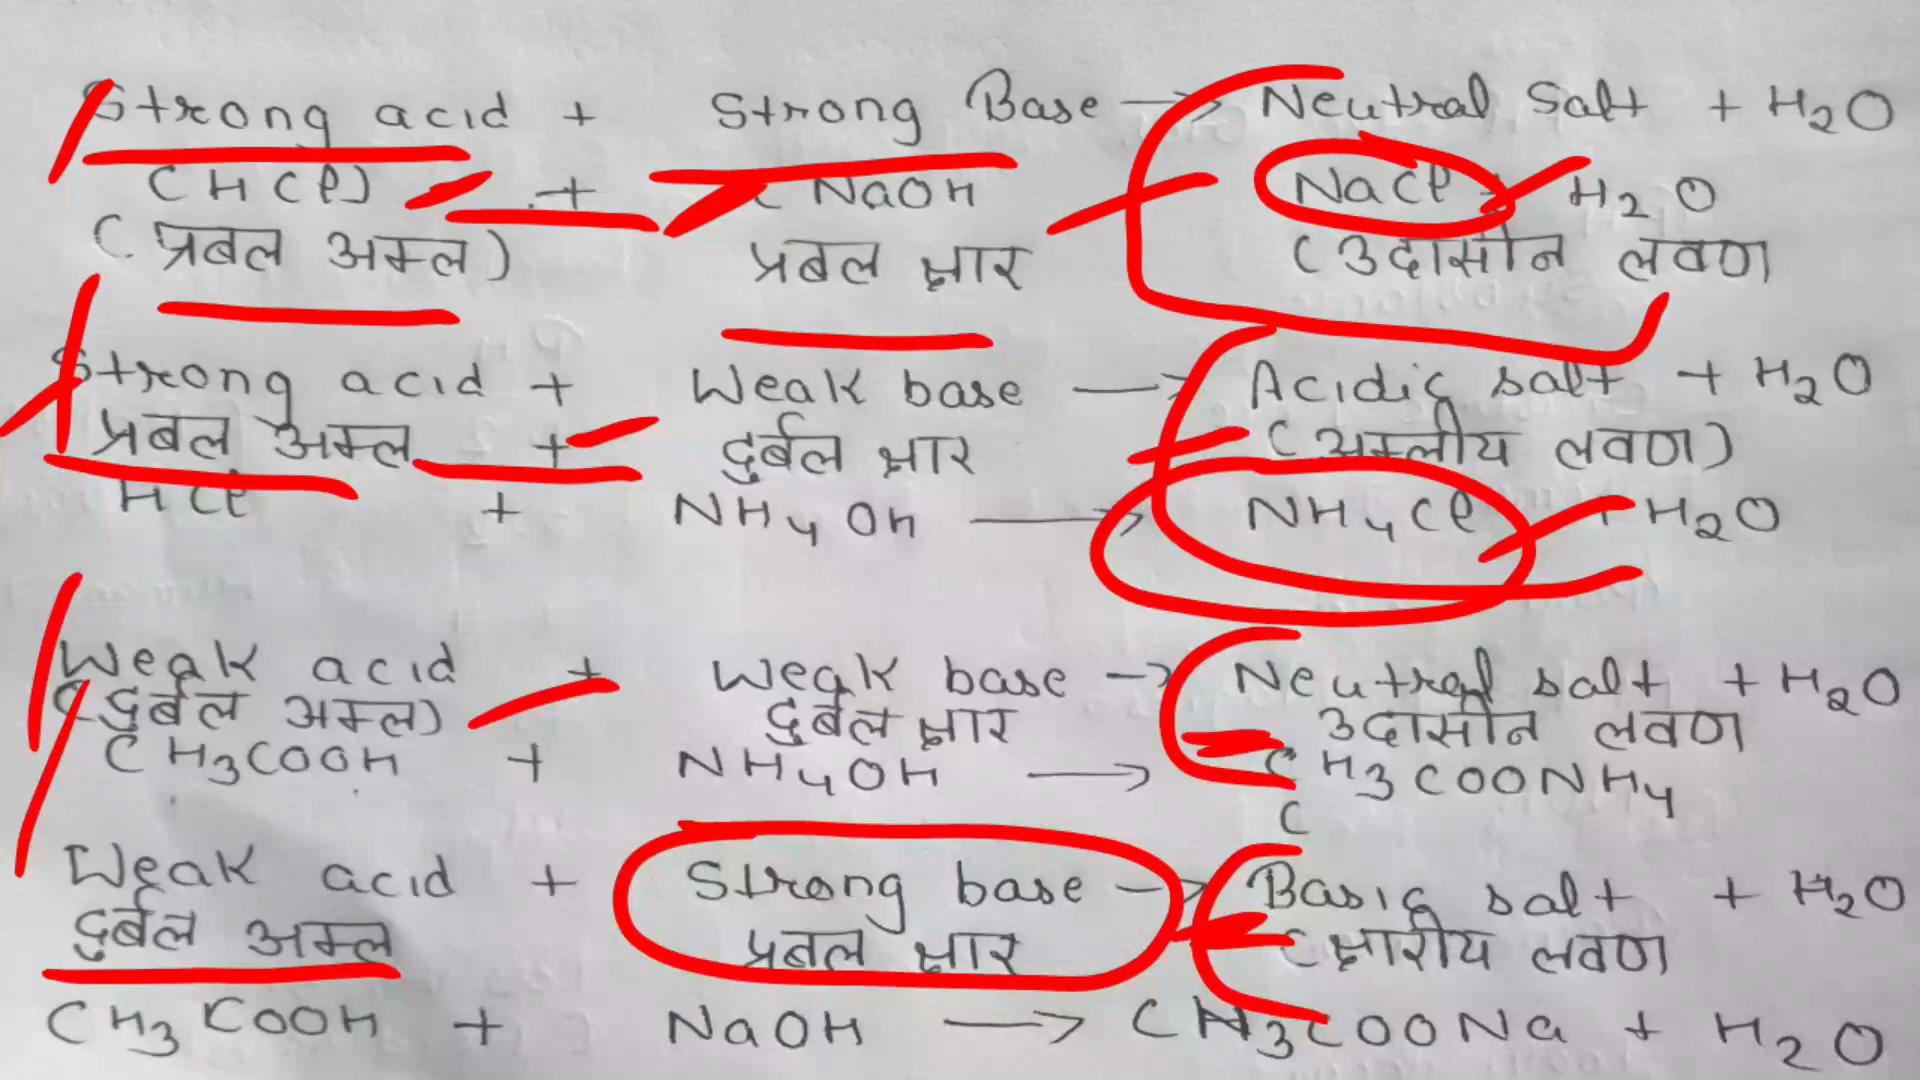 Strong acid + Strong Base → Neutral Salt + H2O
(HCl) + (NaOH NaCl + H2O
(प्रबल अम्ल) प्रबल क्षार (उदासीन लवण
Strong acid + Weak base → Acidic salt + H2O
प्रबल अम्ल + दुर्बल क्षार (अम्लीय लवण)
HCl + NH4OH → NH4Cl + H2O
Weak acid + Weak base → Neutral salt + H2O
(दुर्बल अम्ल) दुर्बल क्षार उदासीन लवण
CH3COOH + NH4OH → CH3COONH4
C
Weak acid + Strong base → Basic salt + H2O
दुर्बल अम्ल प्रबल क्षार (क्षारीय लवण
CH3COOH + NaOH → CH3COONa + H2O